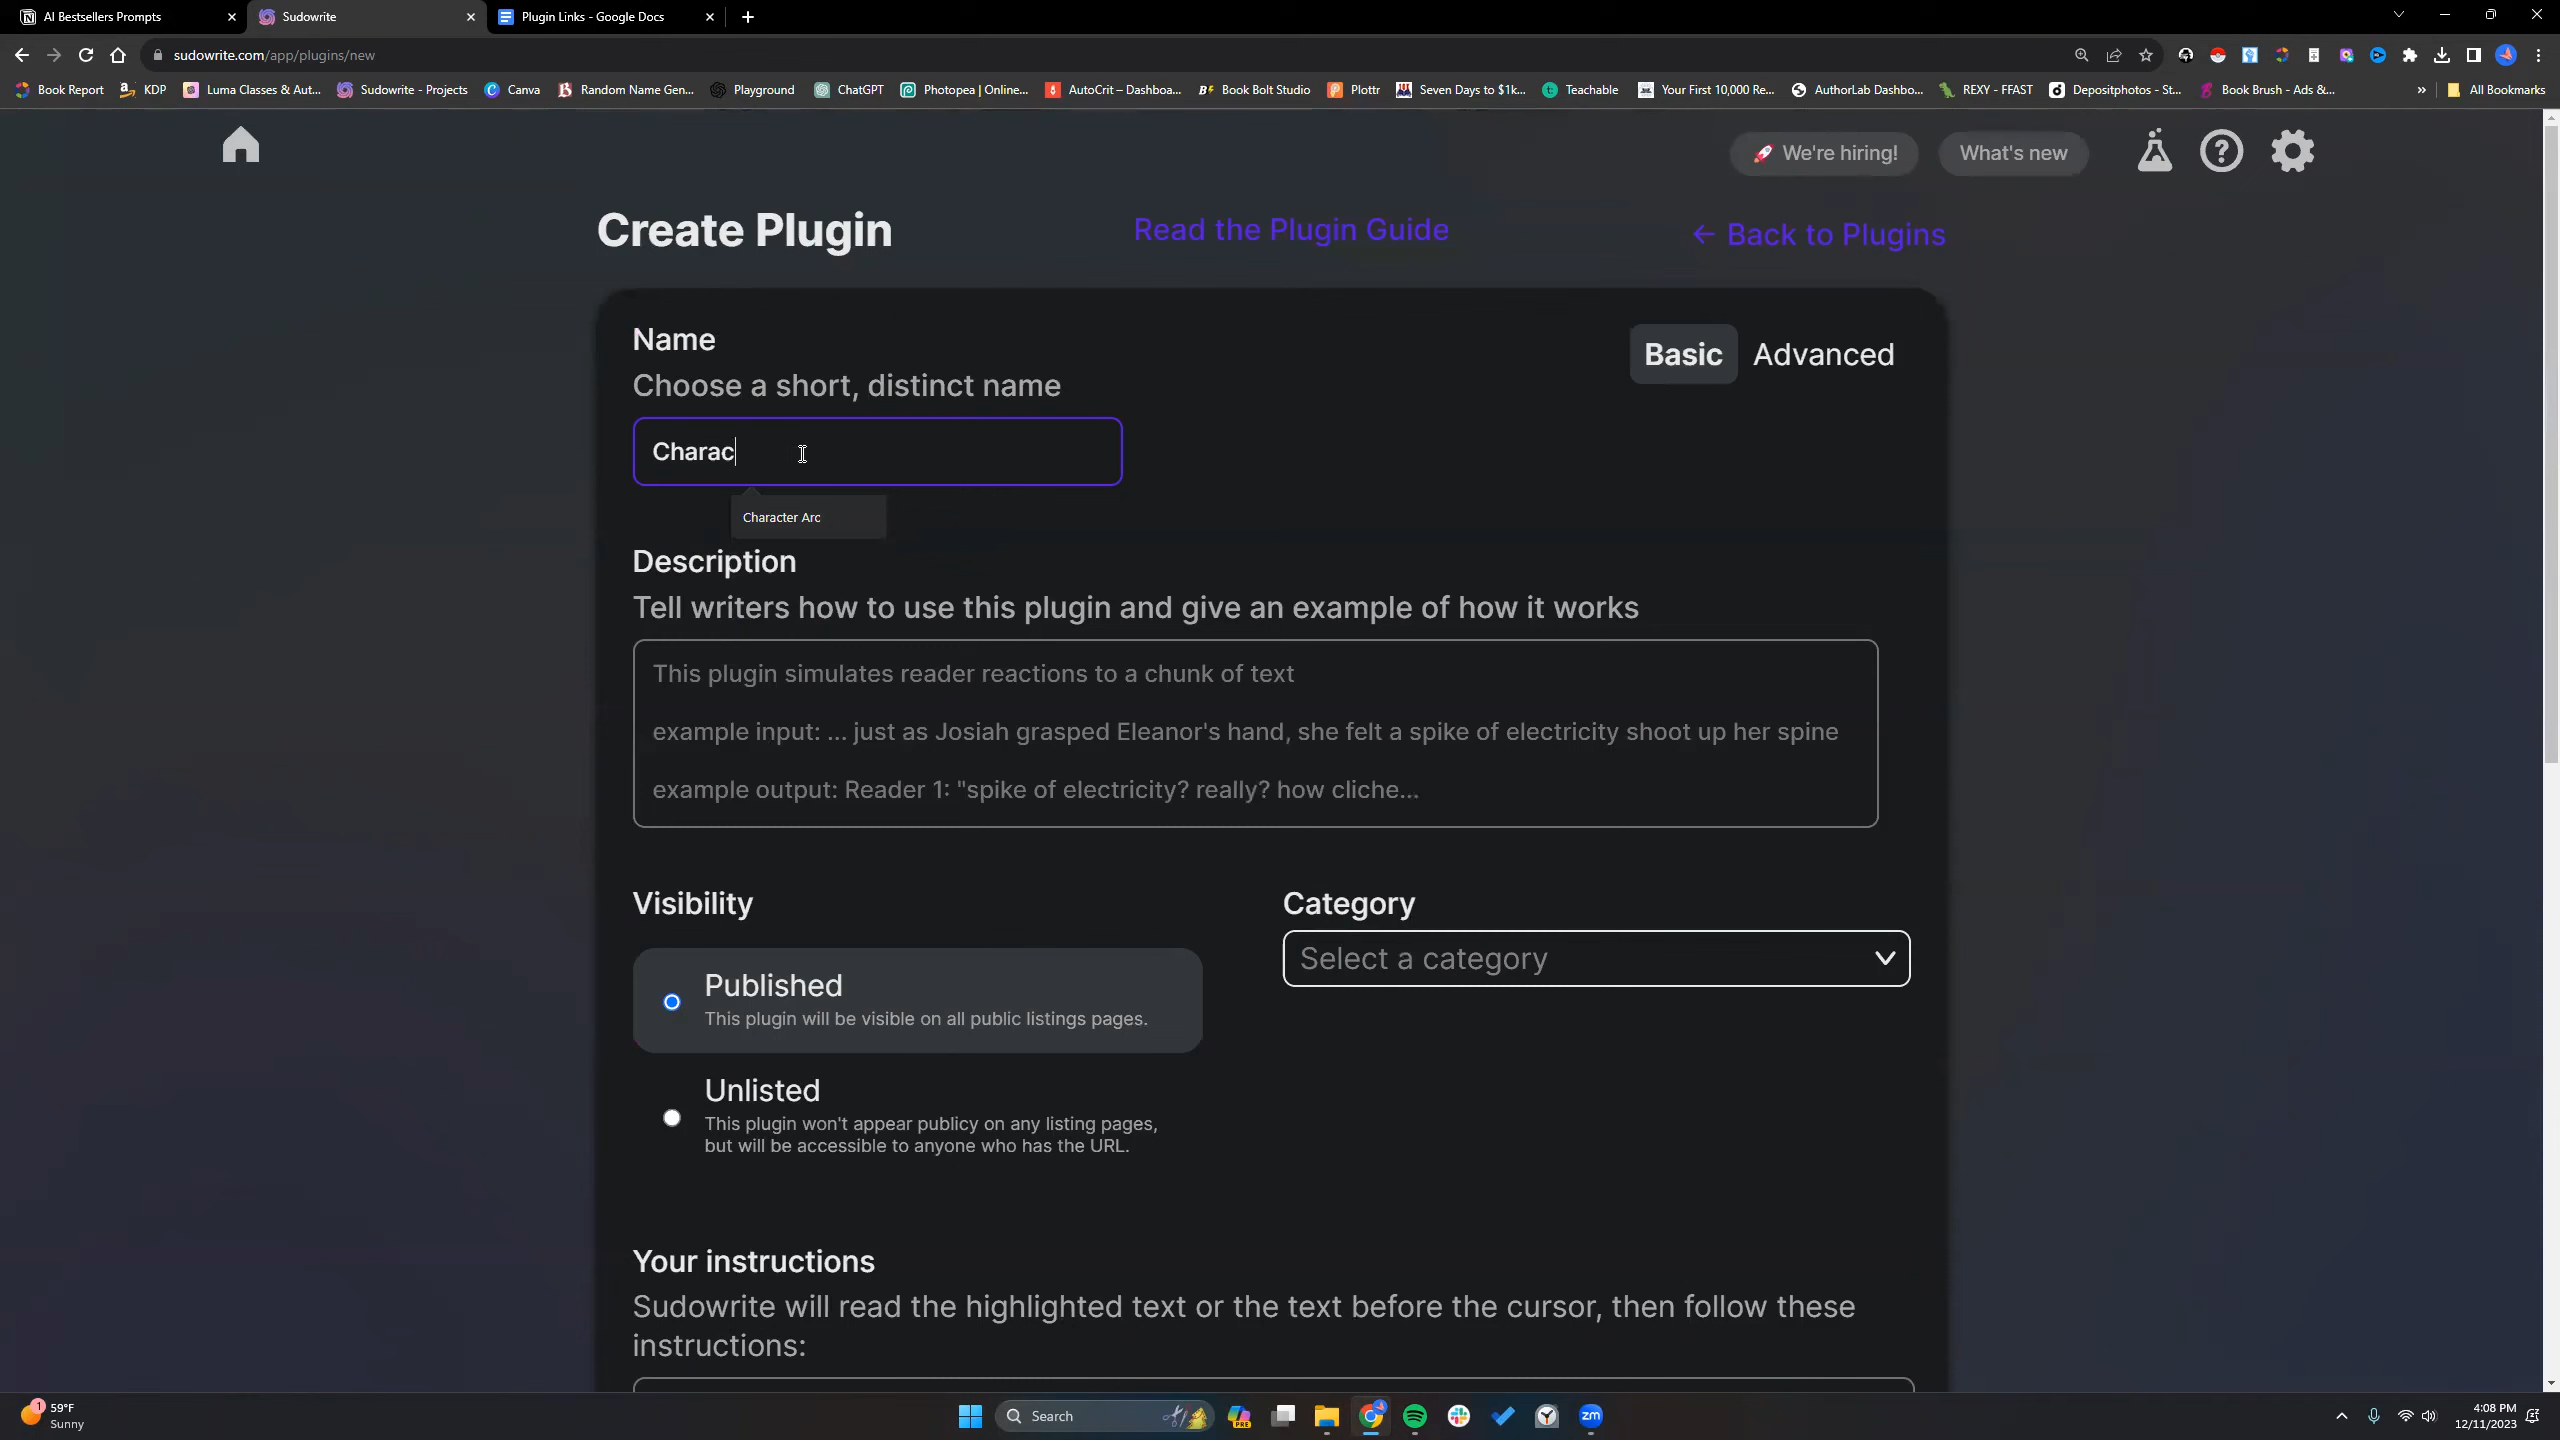 AI Bestsellers Prompts
Sudowrite
Plugin Links - Google Docs
sudowrite.com/app/plugins/new
Book Report
KDP
Luma Classes & Aut...
Sudowrite - Projects
Canva
Random Name Gen...
Playground
ChatGPT
Photopea | Online...
AutoCrit – Dashboa...
Book Bolt Studio
Plottr
Seven Days to $1k...
Teachable
Your First 10,000 Re...
AuthorLab Dashbo...
REXY - FFAST
Depositphotos - St...
Book Brush - Ads &...
»
All Bookmarks
We're hiring!
What's new
Create Plugin
Read the Plugin Guide
← Back to Plugins
Name
Basic
Advanced
Choose a short, distinct name
Charac
Character Arc
Description
Tell writers how to use this plugin and give an example of how it works
This plugin simulates reader reactions to a chunk of text
example input: ... just as Josiah grasped Eleanor's hand, she felt a spike of electricity shoot up her spine
example output: Reader 1: "spike of electricity? really? how cliche...
Visibility
Category
Published
This plugin will be visible on all public listings pages.
Select a category
Unlisted
This plugin won't appear publicy on any listing pages,
but will be accessible to anyone who has the URL.
Your instructions
Sudowrite will read the highlighted text or the text before the cursor, then follow these
instructions:
1
59°F
Sunny
Search
PRE
zm
4:08 PM
12/11/2023